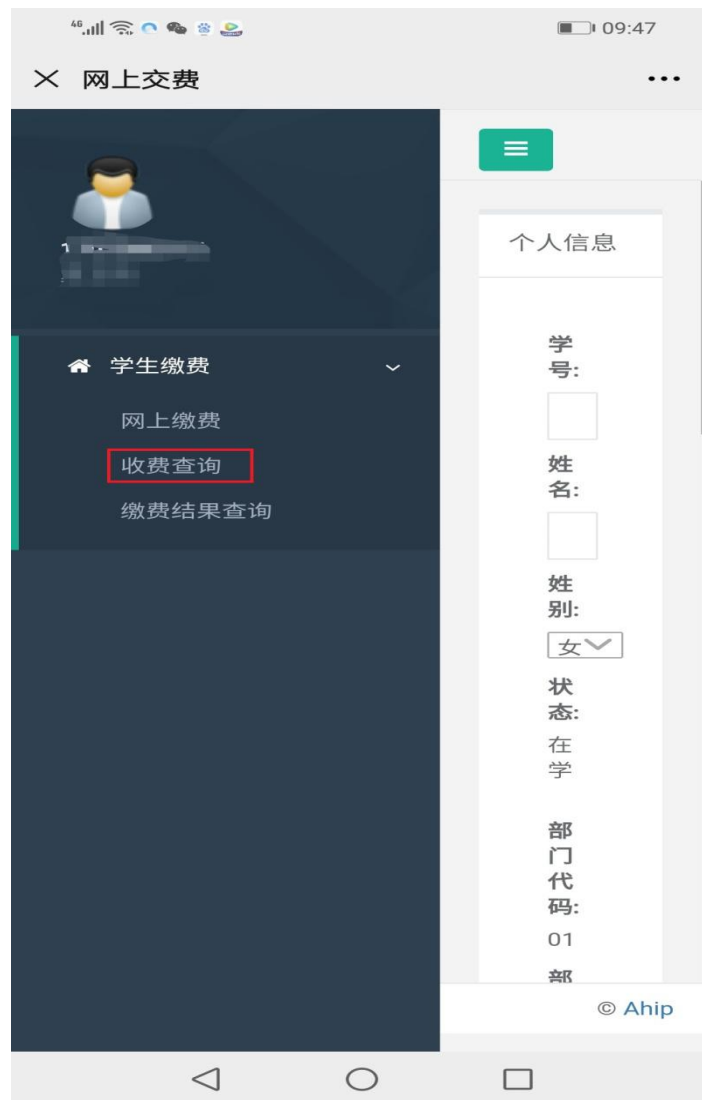 46
09:47
网上交费
个人信息
学生缴费
网上缴费
收费查询
缴费结果查询
学
号:
姓
名:
姓
别:
女
状
态:
在
学
部
门
代
码:
01
部
© Ahip